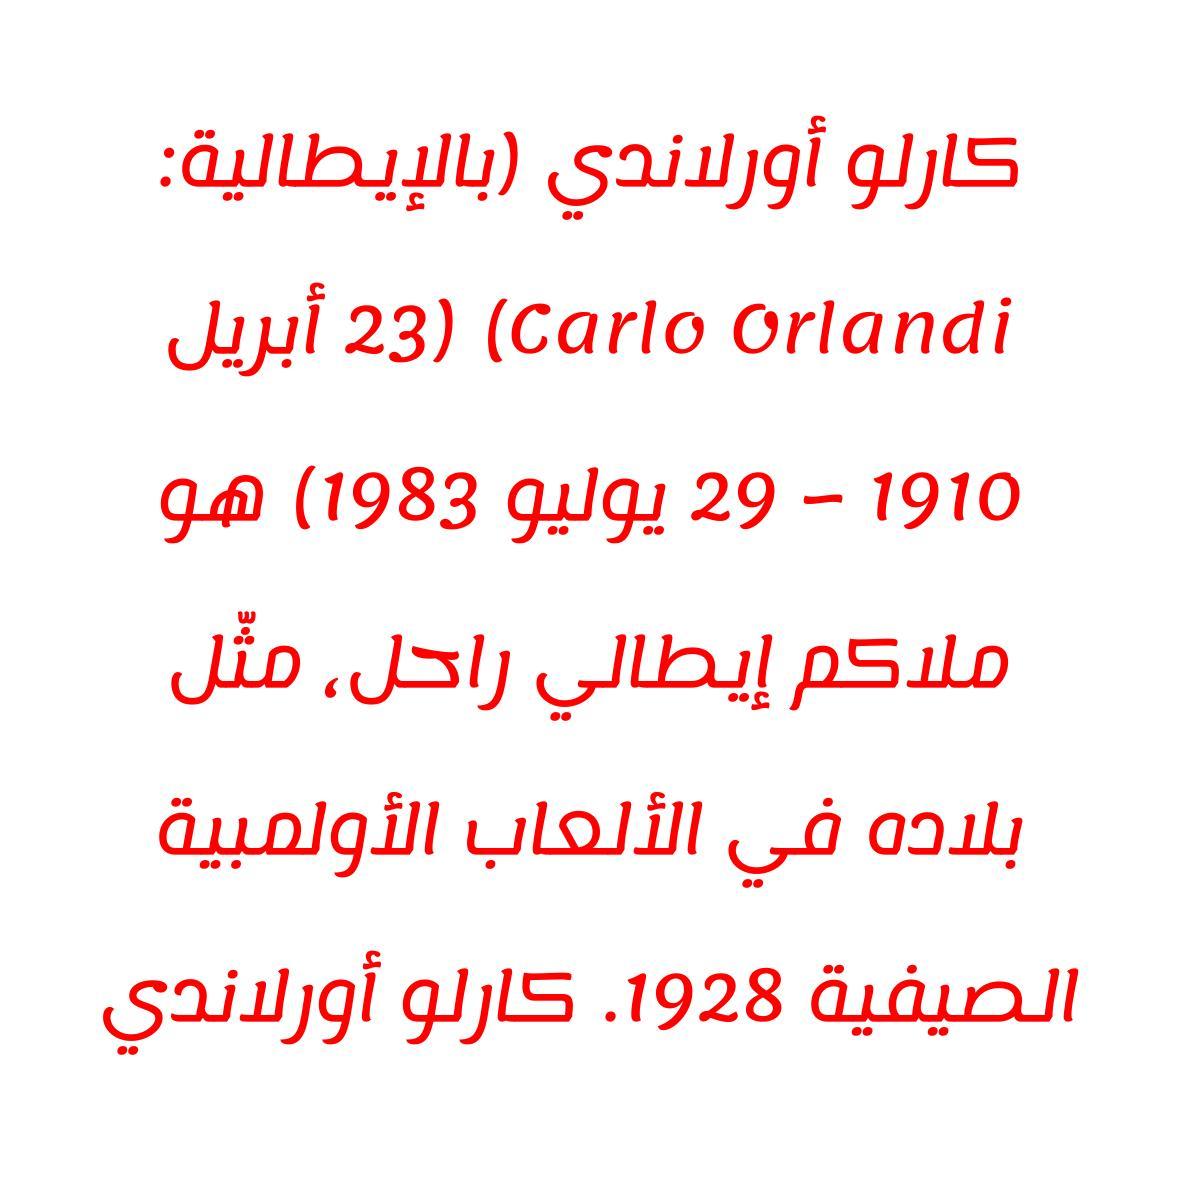 كارلو أورلاندي (بالإيطالية:
Carlo Orlandi) (23 أبريل
1910 – 29 يوليو 1983) هو
ملاكم إيطالي راحل، مثّل
بلاده في الألعاب الأولمبية
الصيفية 1928. كارلو أورلاندي